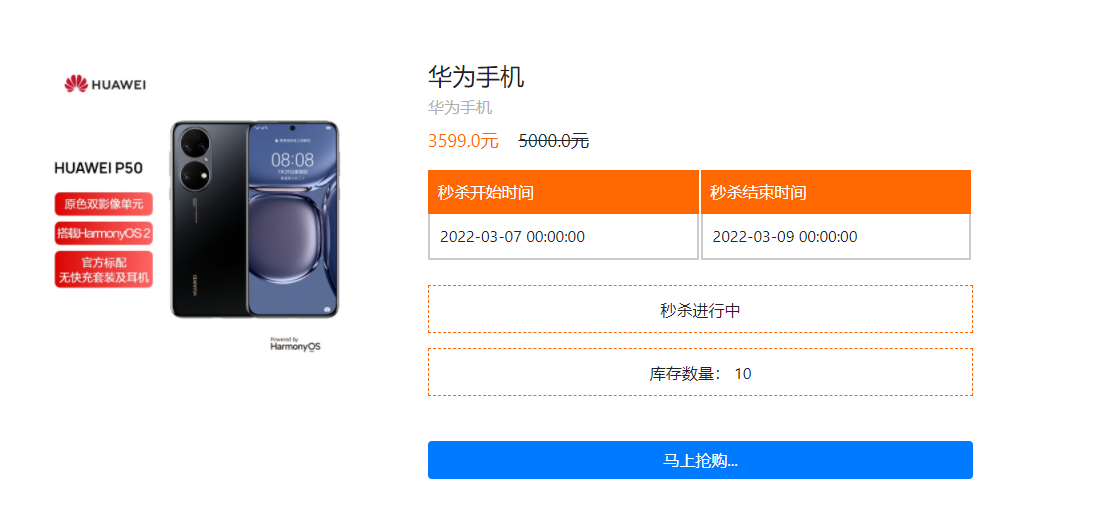 HUAWEI
HUAWEI P50
原色双影像单元
搭载HarmonyOS 2
官方标配
无快充套装及耳机
08:08
HUAWEI
Powered by
HarmonyOS
华为手机
华为手机
3599.0元 5000.0元
秒杀开始时间 秒杀结束时间
2022-03-07 00:00:00 2022-03-09 00:00:00
秒杀进行中
库存数量： 10
马上抢购...